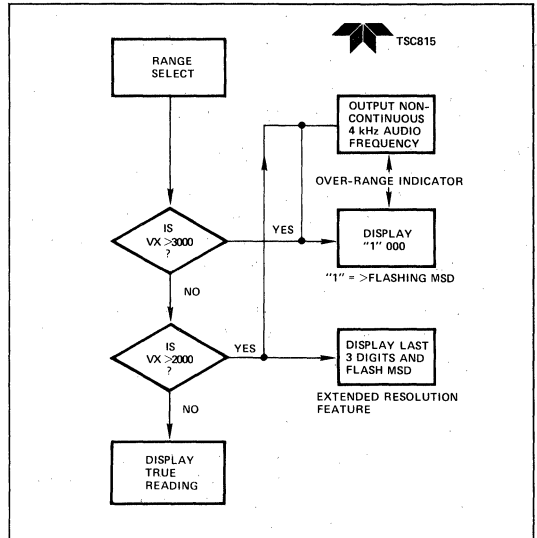 TSC815
RANGE
SELECT
OUTPUT NON-
CONTINUOUS
4 kHz AUDIO
FREQUENCY
OVER-RANGE INDICATOR
IS
VX >3000
?
YES
DISPLAY
"1" 000
"1" = >FLASHING MSD
NO
IS
VX >2000
?
YES
DISPLAY LAST
3 DIGITS AND
FLASH MSD
EXTENDED RESOLUTION
FEATURE
NO
DISPLAY
TRUE
READING